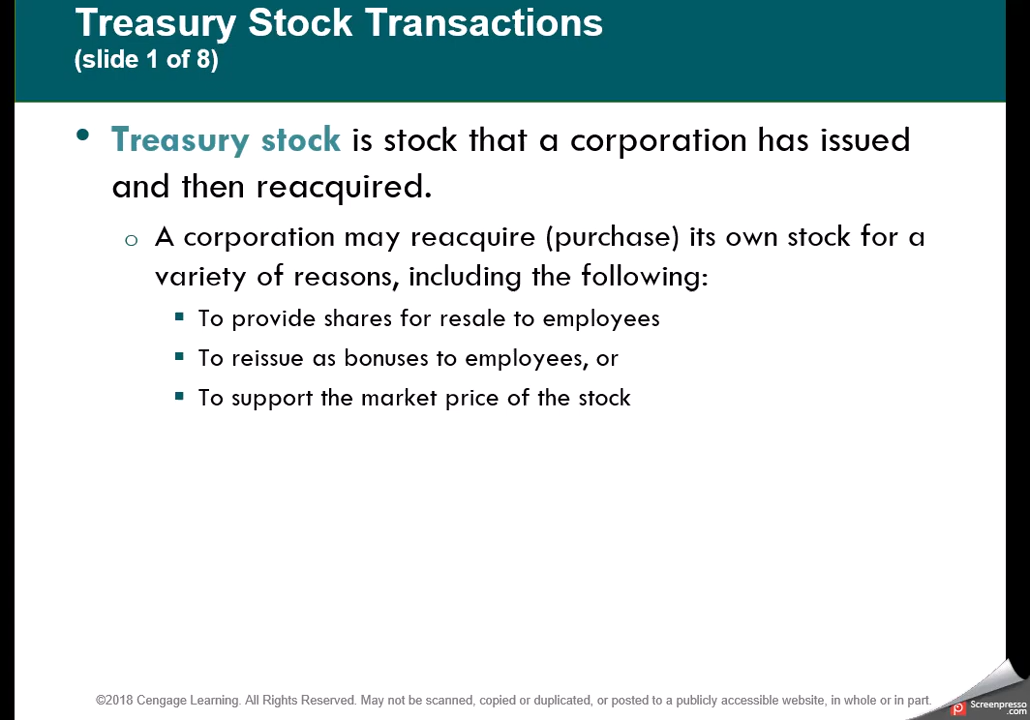 Treasury Stock Transactions
(slide 1 of 8)
• Treasury stock is stock that a corporation has issued
and then reacquired.
o A corporation may reacquire (purchase) its own stock for a
variety of reasons, including the following:
▪ To provide shares for resale to employees
▪ To reissue as bonuses to employees, or
▪ To support the market price of the stock
©2018 Cengage Learning. All Rights Reserved. May not be scanned, copied or duplicated, or posted to a publicly accessible website, in whole or in part.
Screenpresso
.com